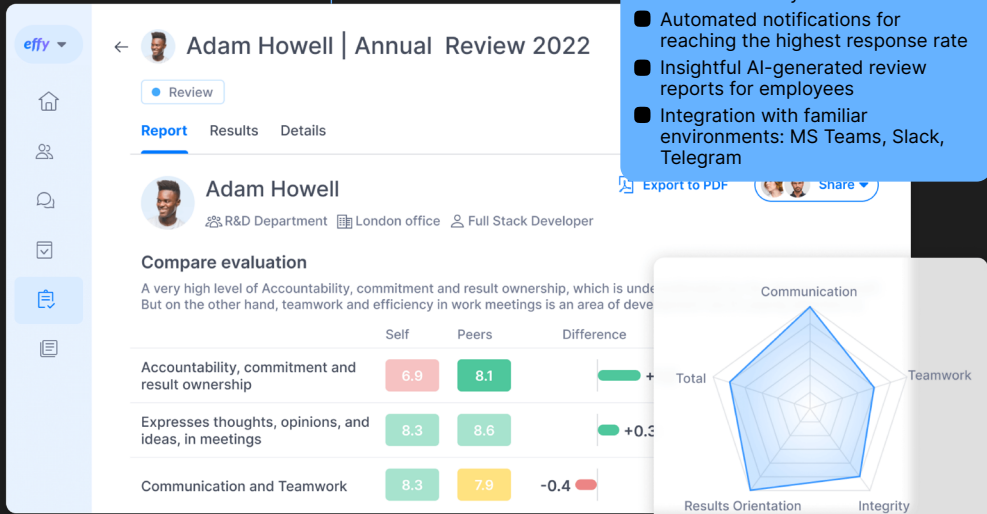 effy
Adam Howell | Annual Review 2022
Review
Report Results Details
Automated notifications for
reaching the highest response rate
Insightful AI-generated review
reports for employees
Integration with familiar
environments: MS Teams, Slack,
Telegram
Export to PDF
Share
Adam Howell
R&D Department London office Full Stack Developer
Compare evaluation
A very high level of Accountability, commitment and result ownership, which is unde
But on the other hand, teamwork and efficiency in work meetings is an area of deve
Self Peers Difference
Accountability, commitment and
result ownership
6.9 8.1 +
Expresses thoughts, opinions, and
ideas, in meetings
8.3 8.6 +0.3
Communication and Teamwork 8.3 7.9 -0.4
Communication
Total
Teamwork
Results Orientation
Integrity